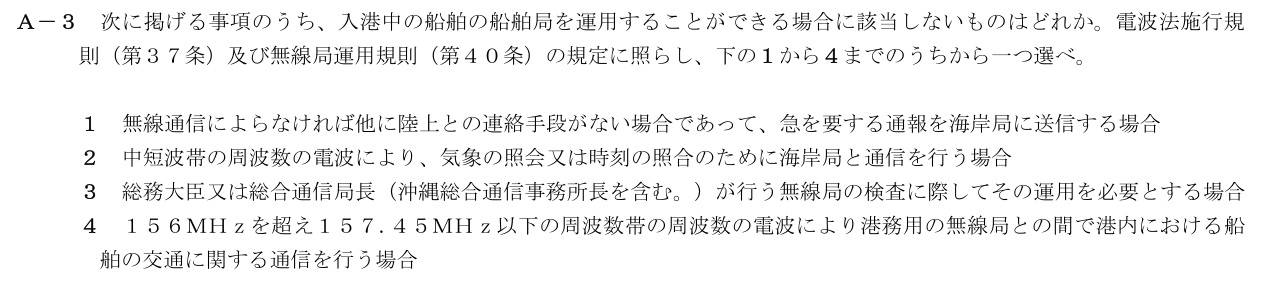 Ａ－３　次に掲げる事項のうち、入港中の船舶の船舶局を運用することができる場合に該当しないものはどれか。電波法施行規
則（第３７条）及び無線局運用規則（第４０条）の規定に照らし、下の１から４までのうちから一つ選べ。
１　無線通信によらなければ他に陸上との連絡手段がない場合であって、急を要する通報を海岸局に送信する場合
２　中短波帯の周波数の電波により、気象の照会又は時刻の照合のために海岸局と通信を行う場合
３　総務大臣又は総合通信局長（沖縄総合通信事務所長を含む。）が行う無線局の検査に際してその運用を必要とする場合
４　１５６ＭＨｚを超え１５７.４５ＭＨｚ以下の周波数帯の周波数の電波により港務用の無線局との間で港内における船
舶の交通に関する通信を行う場合